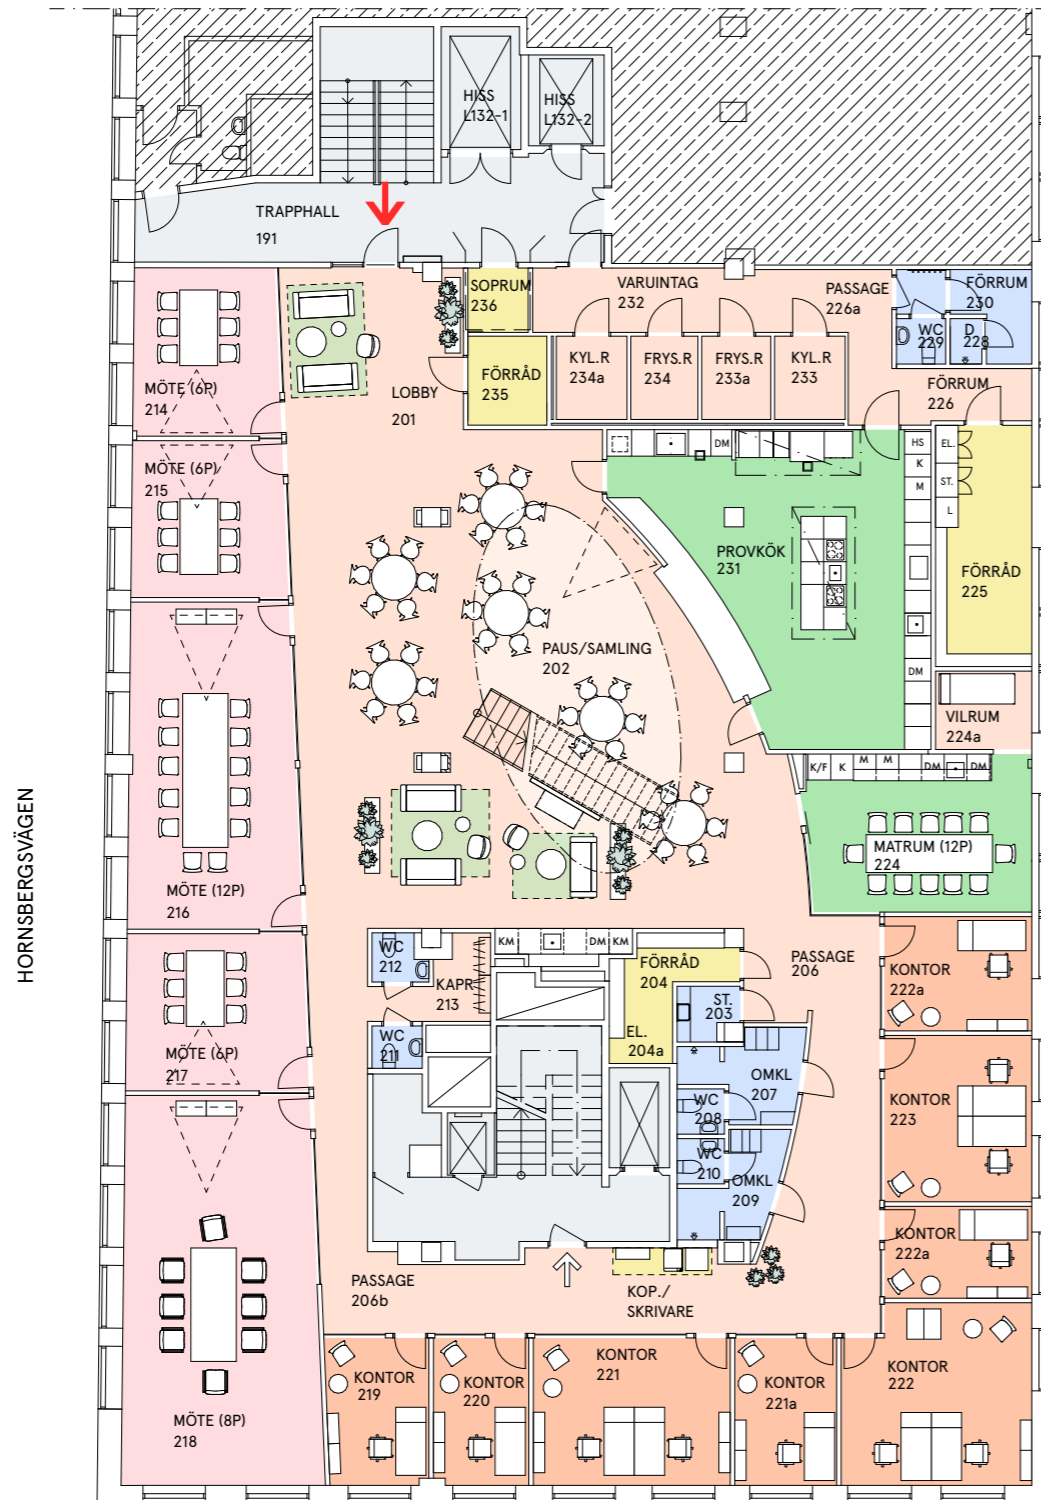 HISS
L132-1
HISS
L132-2
TRAPPHALL
191
SOPRUM
236
VARUINTAG
232
PASSAGE
226a
FÖRRUM
230
WC
229
D
228
MÖTE (6P)
214
LOBBY
201
FÖRRÅD
235
KYL.R
234a
FRYS.R
234
FRYS.R
233a
KYL.R
233
FÖRRUM
226
MÖTE (6P)
215
DM
HS
K
M
EL.
ST.
L
PROVKÖK
231
FÖRRÅD
225
PAUS/SAMLING
202
DM
VILRUM
224a
K/F
K
M
M
DM
DM
HORNSBERGSVÄGEN
MATRUM (12P)
224
MÖTE (12P)
216
WC
212
KAPR
213
KM
DM
KM
FÖRRÅD
204
PASSAGE
206
KONTOR
222a
MÖTE (6P)
217
WC
211
ST.
203
EL.
204a
OMKL
207
KONTOR
223
WC
208
WC
210
OMKL
209
KONTOR
222a
PASSAGE
206b
KOP./
SKRIVARE
MÖTE (8P)
218
KONTOR
219
KONTOR
220
KONTOR
221
KONTOR
221a
KONTOR
222